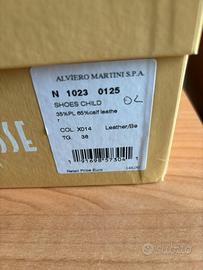 ALVIERO MARTINI S.P.A.
N 1023 0125
SHOES CHILD
35%PL 65%calf leathe
r
COL. X014 Leather/Be
TG. 38
Retail Price Euro
subito